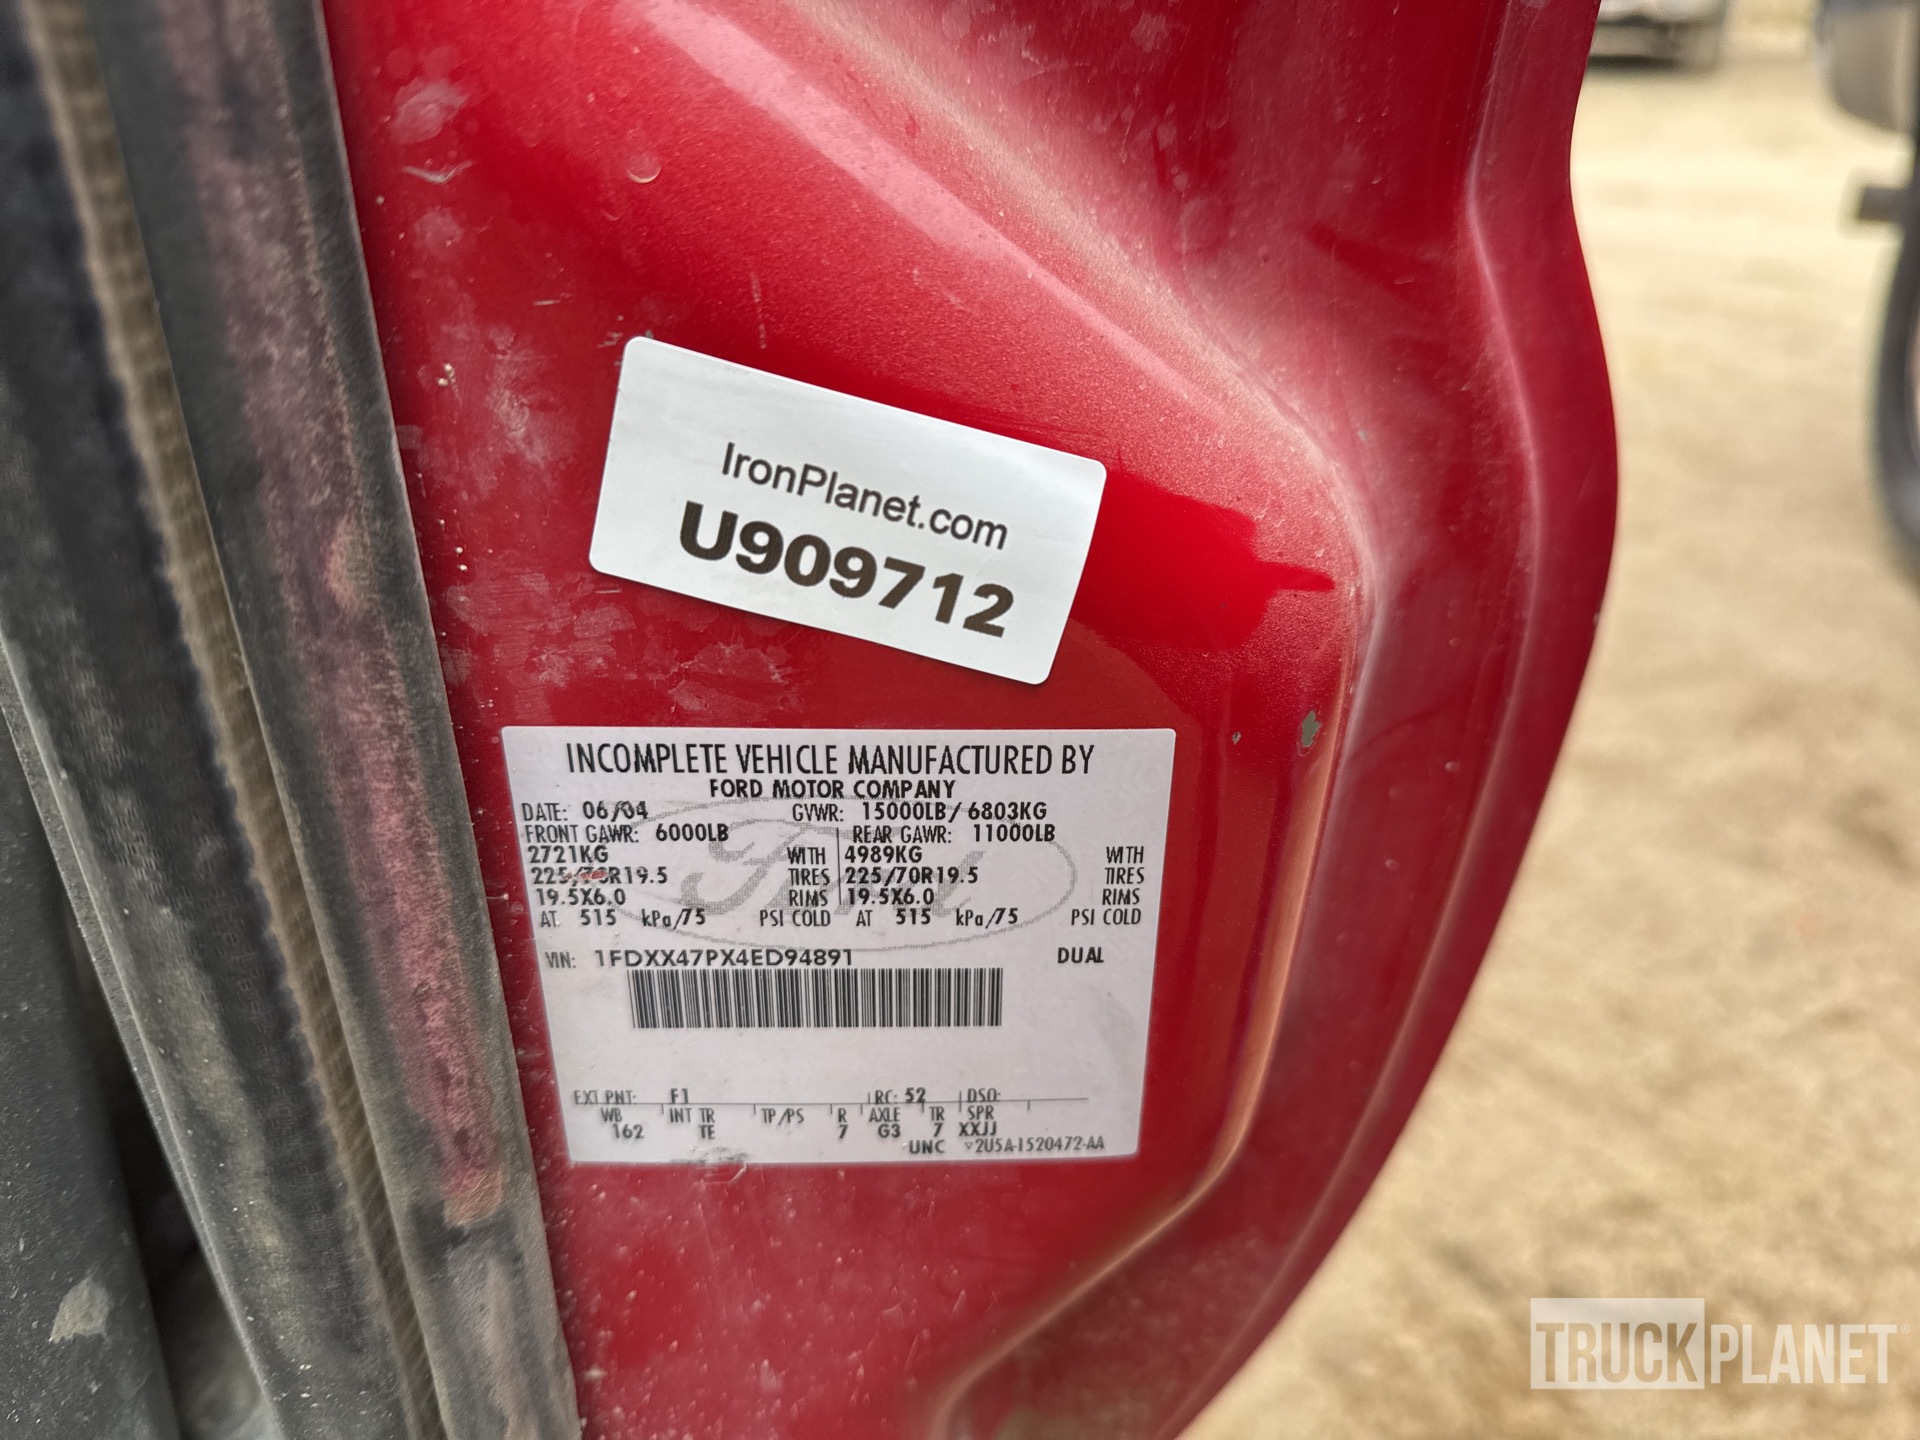 IronPlanet.com
U909712
INCOMPLETE VEHICLE MANUFACTURED BY
FORD MOTOR COMPANY
DATE: 06/04 GVWR: 15000LB/ 6803KG
FRONT GAWR: 6000LB REAR GAWR: 11000LB
2721KG WITH 4989KG WITH
225/70R19.5 TIRES 225/70R19.5 TIRES
19.5X6.0 RIMS 19.5X6.0 RIMS
AT 515 kPa/75 PSI COLD AT 515 kPa/75 PSI COLD
VIN: 1FDXX47PX4ED94891 DUAL
Ford
EXT PNT: F1 RC: 52 DSO:
WB INT TR TP/PS R AXLE TR SPR
162 TE 7 G3 7 XXJJ
UNC 2U5A-1520472-AA
TRUCKPLANET